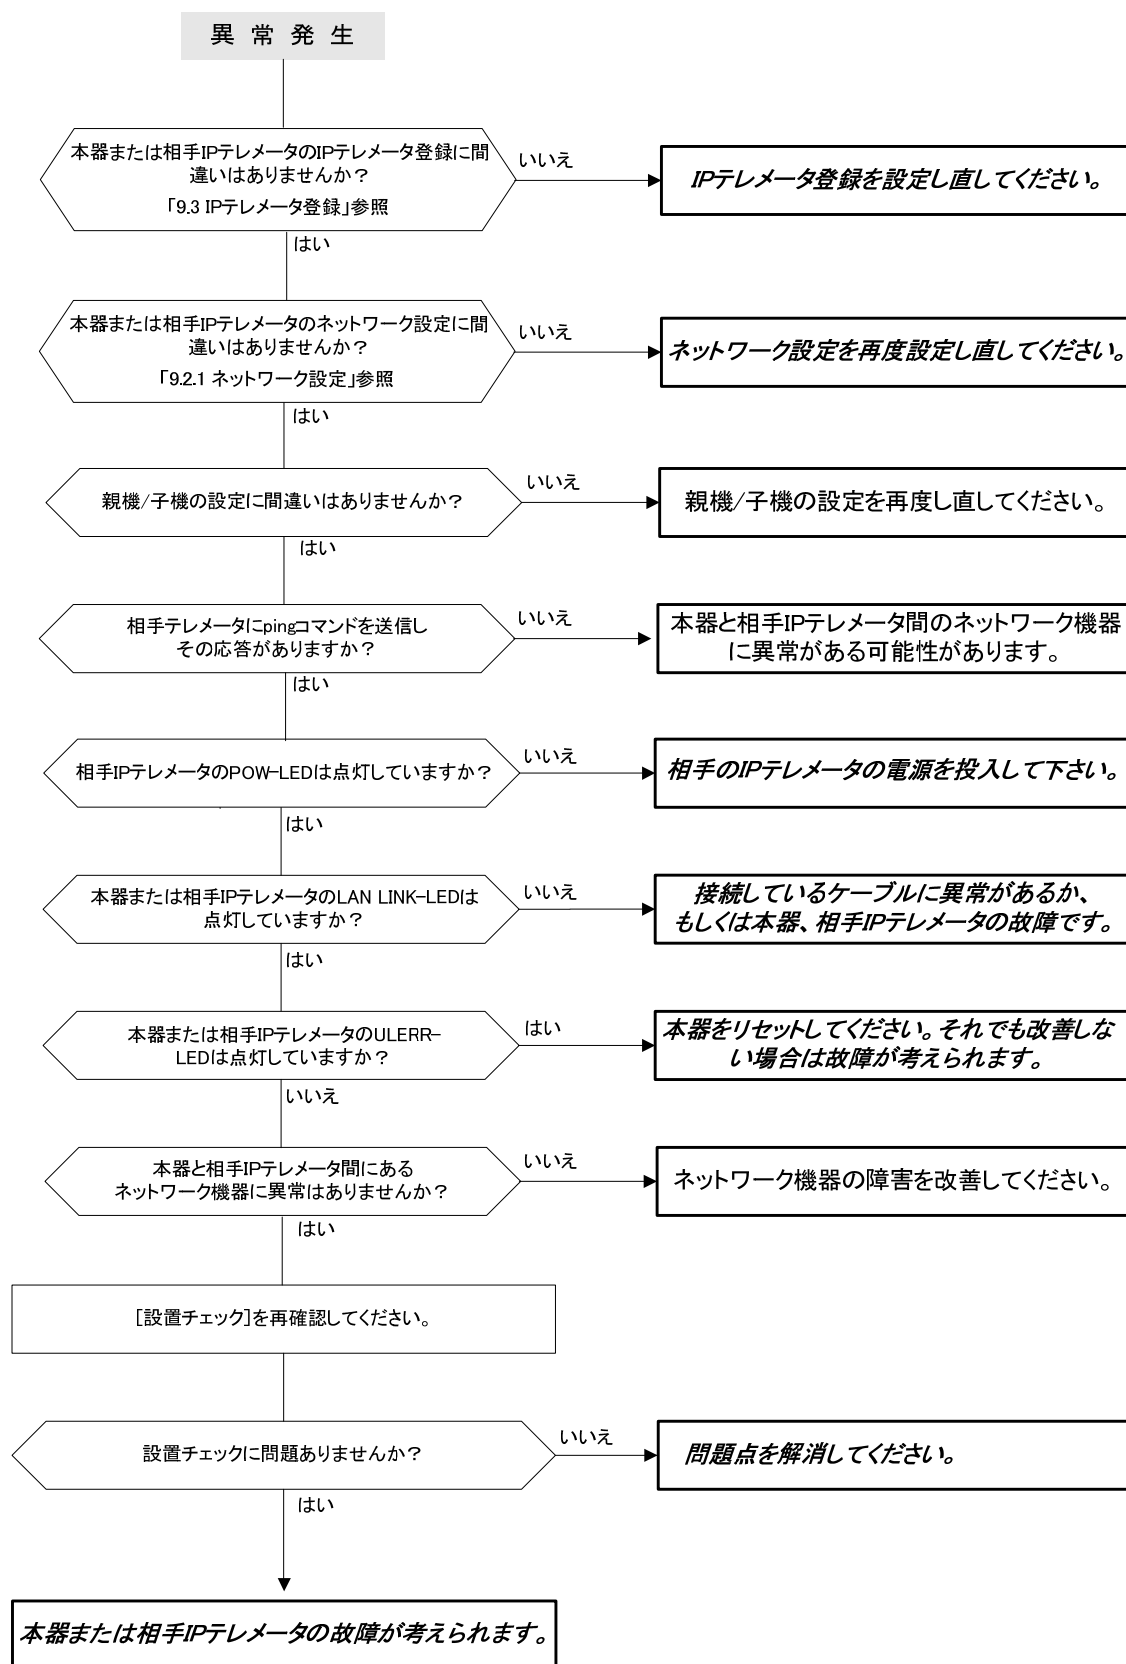 異 常 発 生
本器または相手IPテレメータのIPテレメータ登録に間
違いはありませんか？
「9.3 IPテレメータ登録」参照
いいえ
IPテレメータ登録を設定し直してください。
はい
本器または相手IPテレメータのネットワーク設定に間
違いはありませんか？
「9.2.1 ネットワーク設定」参照
いいえ
ネットワーク設定を再度設定し直してください。
はい
親機/子機の設定に間違いはありませんか？
いいえ
親機/子機の設定を再度し直してください。
はい
相手テレメータにpingコマンドを送信し
その応答がありますか？
いいえ
本器と相手IPテレメータ間のネットワーク機器
に異常がある可能性があります。
はい
相手IPテレメータのPOW-LEDは点灯していますか？
いいえ
相手のIPテレメータの電源を投入して下さい。
はい
本器または相手IPテレメータのLAN LINK-LEDは
点灯していますか？
いいえ
接続しているケーブルに異常があるか、
もしくは本器、相手IPテレメータの故障です。
はい
本器または相手IPテレメータのULERR-
LEDは点灯していますか？
はい
本器をリセットしてください。それでも改善しな
い場合は故障が考えられます。
いいえ
本器と相手IPテレメータ間にある
ネットワーク機器に異常はありませんか？
いいえ
ネットワーク機器の障害を改善してください。
はい
［設置チェック］を再確認してください。
設置チェックに問題ありませんか？
いいえ
問題点を解消してください。
はい
本器または相手IPテレメータの故障が考えられます。